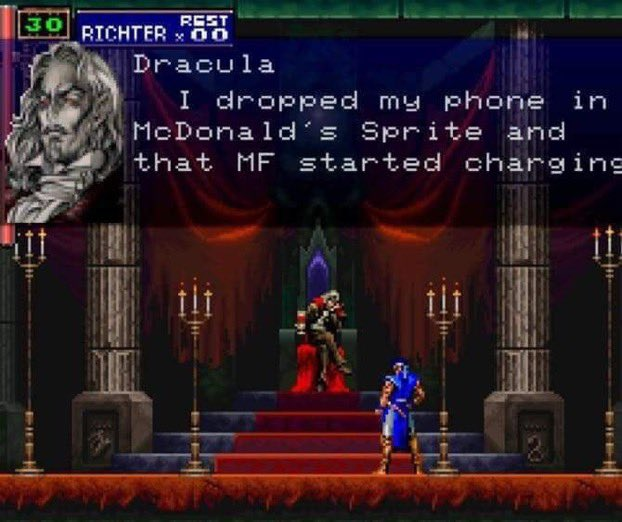 30
REST
RICHTER × 00
Dracula
I dropped my phone in
McDonald's Sprite and
that MF started charging